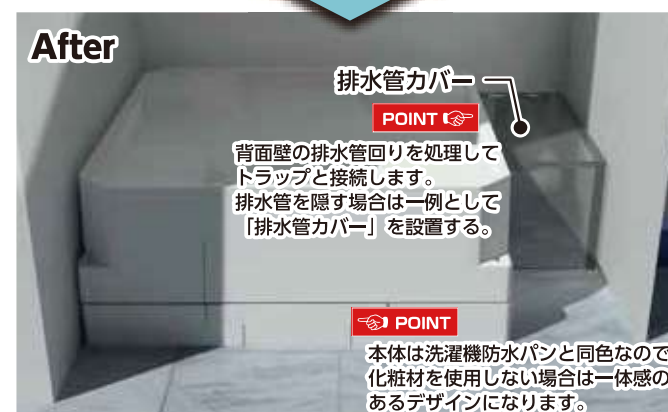 After
排水管カバー
POINT
背面壁の排水管回りを処理して
トラップと接続します。
排水管を隠す場合は一例として
「排水管カバー」を設置する。
POINT
本体は洗濯機防水パンと同色なので
化粧材を使用しない場合は一体感の
あるデザインになります。